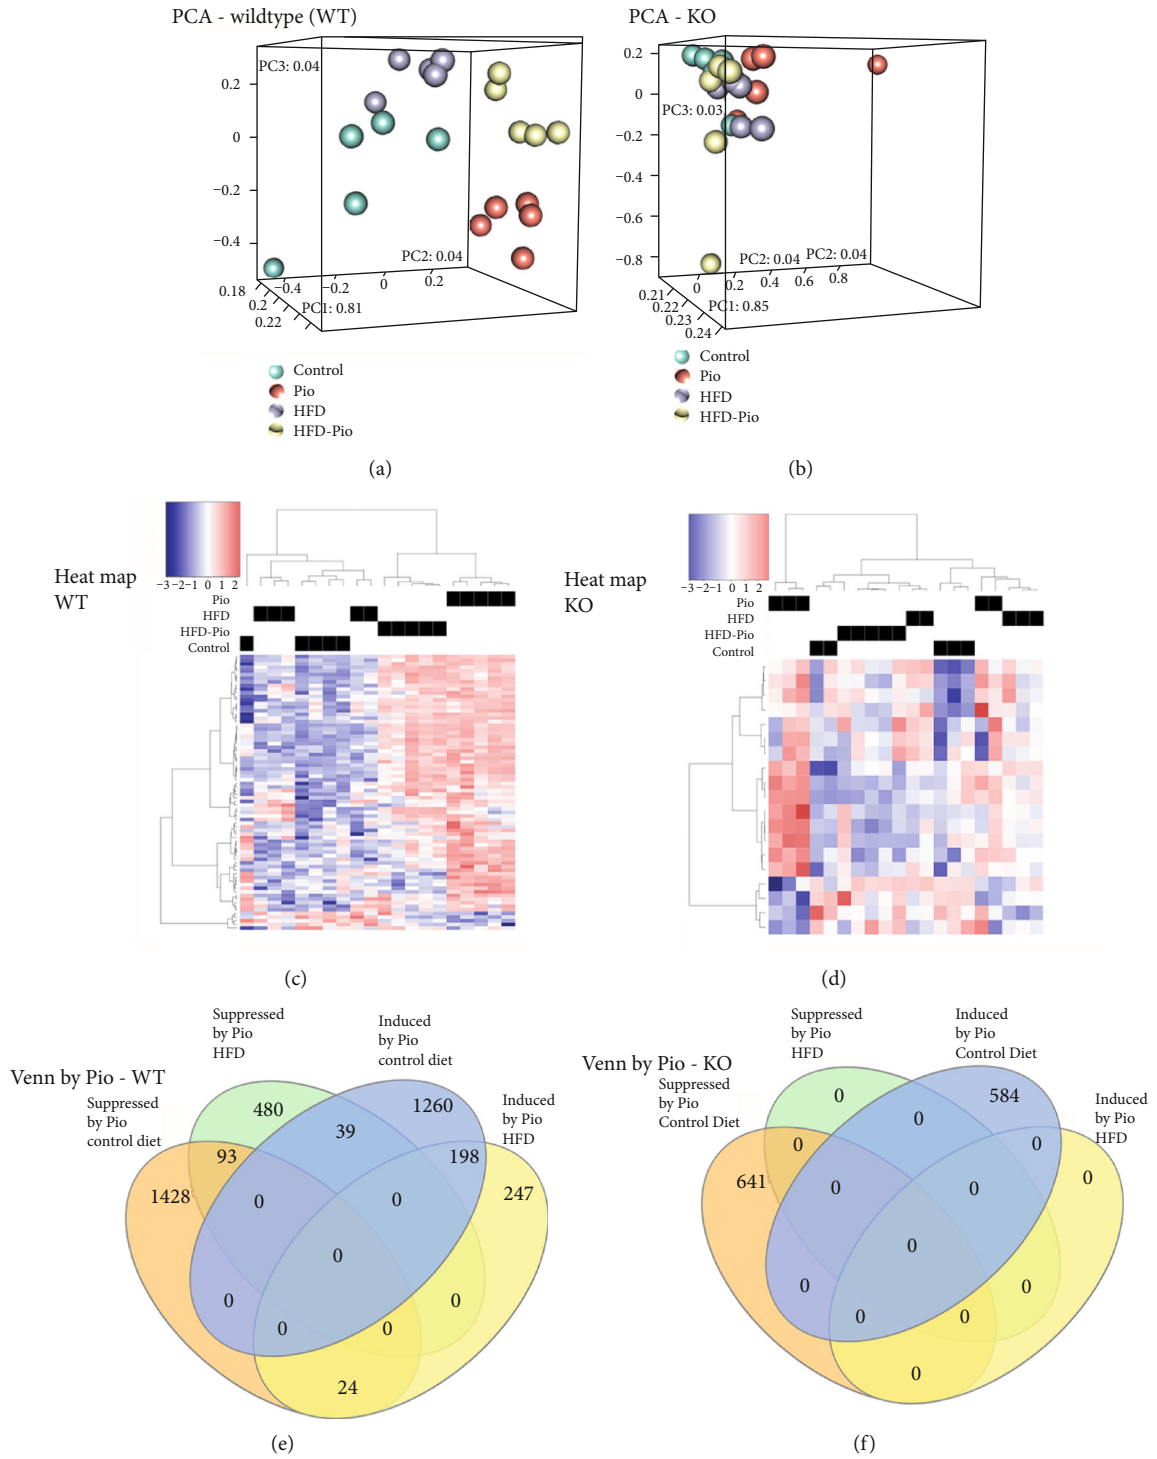 PCA - wildtype (WT)
PC3: 0.04
0.2
0
−0.2
−0.4
0.18
0.2
0.22
−0.4
−0.2
0
0.2
PC2: 0.04
PC1: 0.81
Control
Pio
HFD
HFD-Pio
(a)
PCA - KO
0.2
0
−0.2
−0.4
−0.6
−0.8
PC3: 0.03
0.21
0.22
0.23
0.24
0
0.2
0.4
0.6
0.8
PC2: 0.04
PC2: 0.04
PC1: 0.85
Control
Pio
HFD
HFD-Pio
(b)
Heat map
WT
−3 −2−1 0 1 2
Pio
HFD
HFD-Pio
Control
(c)
Heat map
KO
−3 −2−1 0 1 2
Pio
HFD
HFD-Pio
Control
(d)
Venn by Pio - WT
Suppressed
by Pio
control diet
Suppressed
by Pio
HFD
Induced
by Pio
control diet
Induced
by Pio
HFD
480
1260
39
93
198
1428
0
0
247
0
0
0
0
0
24
(e)
Venn by Pio - KO
Suppressed
by Pio
Control Diet
Suppressed
by Pio
HFD
Induced
by Pio
Control Diet
Induced
by Pio
HFD
0
584
0
0
0
641
0
0
0
0
0
0
0
0
0
(f)